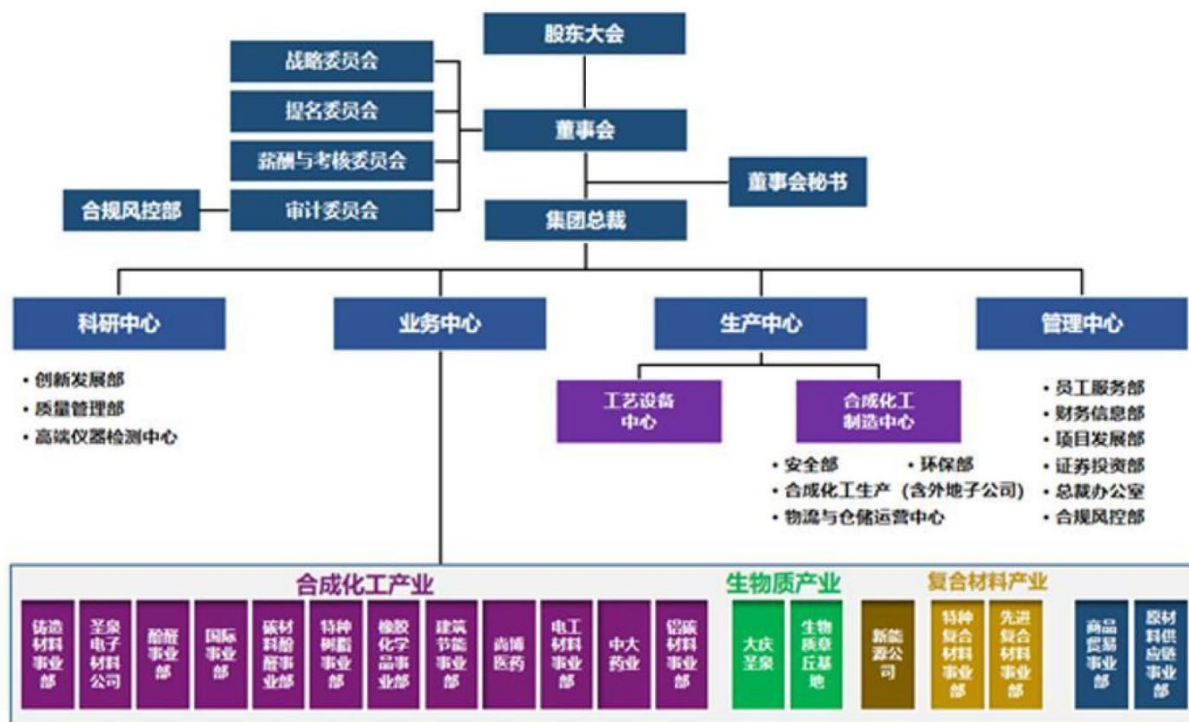 股东大会
战略委员会
提名委员会
董事会
薪酬与考核委员会
董事会秘书
合规风控部
审计委员会
集团总裁
科研中心
业务中心
生产中心
管理中心
• 创新发展部
• 质量管理部
• 高端仪器检测中心
工艺设备
中心
合成化工
制造中心
• 安全部
• 环保部
• 合成化工生产（含外地子公司）
• 物流与仓储运营中心
• 员工服务部
• 财务信息部
• 项目发展部
• 证券投资部
• 总裁办公室
• 合规风控部
合成化工产业
铸造
材料
事业
部
圣泉
电子
材料
公司
酚醛
事业
部
国际
事业
部
碳材
料酚
醛事
业部
特种
树脂
事业
部
橡胶
化学
品事
业部
建筑
节能
事业
部
尚博
医药
电工
材料
事业
部
中大
药业
铝碳
材料
事业
部
生物质产业
大庆
圣泉
生物
质章
丘基
地
新能
源公
司
复合材料产业
特种
复合
材料
事业
部
先进
复合
材料
事业
部
商品
贸易
事业
部
原材
料供
应链
事业
部